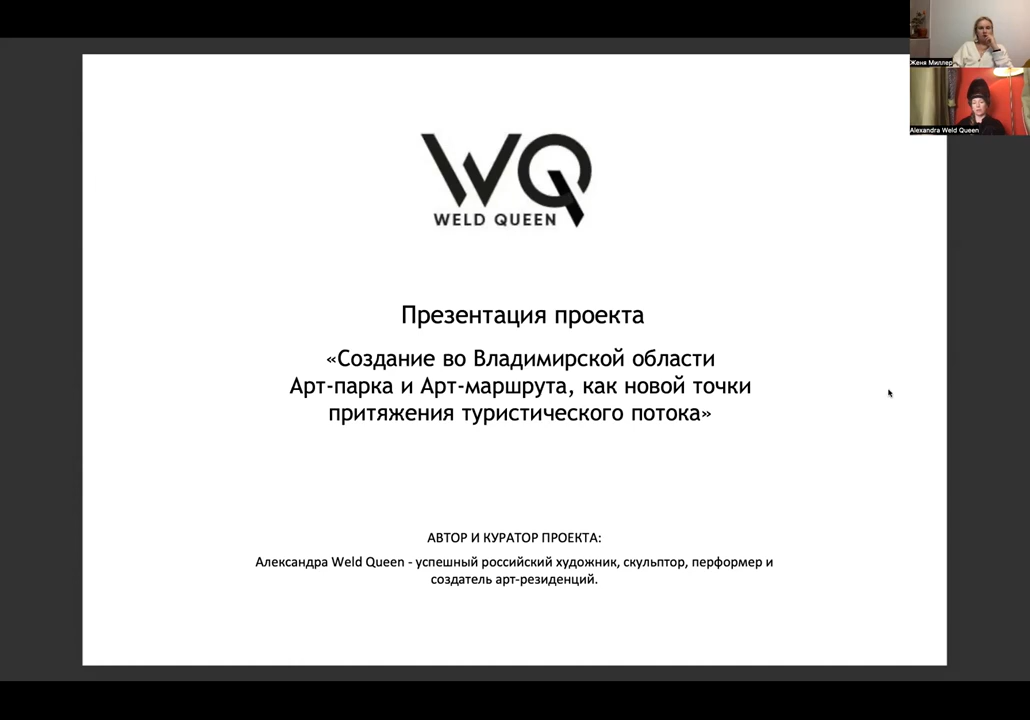 Женя Миллер
Alexandra Weld Queen
WQ
WELD QUEEN
Презентация проекта
«Создание во Владимирской области
Арт-парка и Арт-маршрута, как новой точки
притяжения туристического потока»
АВТОР И КУРАТОР ПРОЕКТА:
Александра Weld Queen - успешный российский художник, скульптор, перформер и
создатель арт-резиденций.